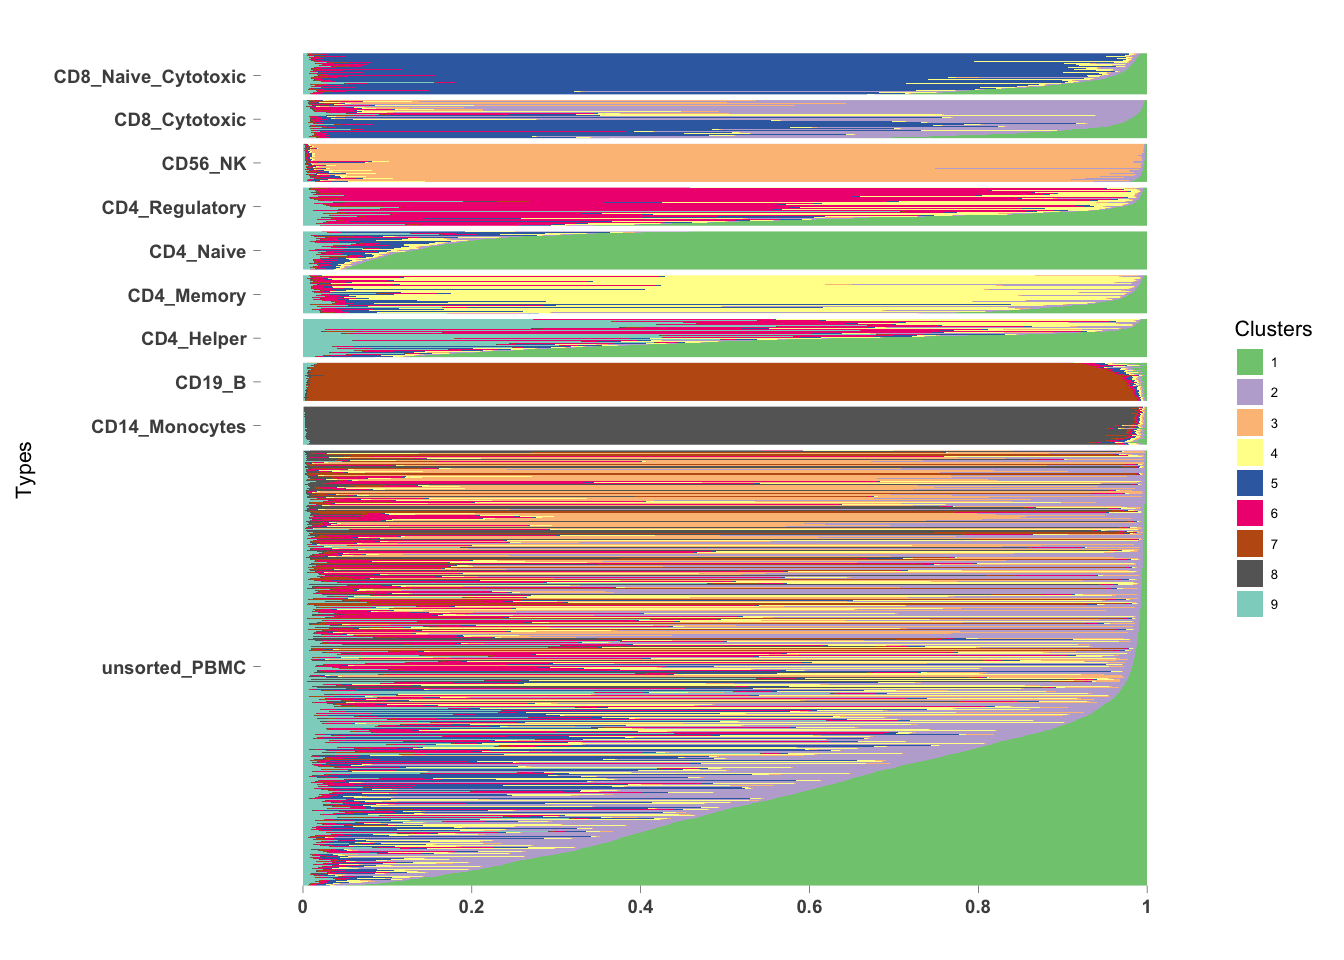 CD8_Naive_Cytotoxic
CD8_Cytotoxic
CD56_NK
CD4_Regulatory
CD4_Naive
CD4_Memory
CD4_Helper
CD19_B
CD14_Monocytes
unsorted_PBMC
Types
0 0.2 0.4 0.6 0.8 1
Clusters
1
2
3
4
5
6
7
8
9